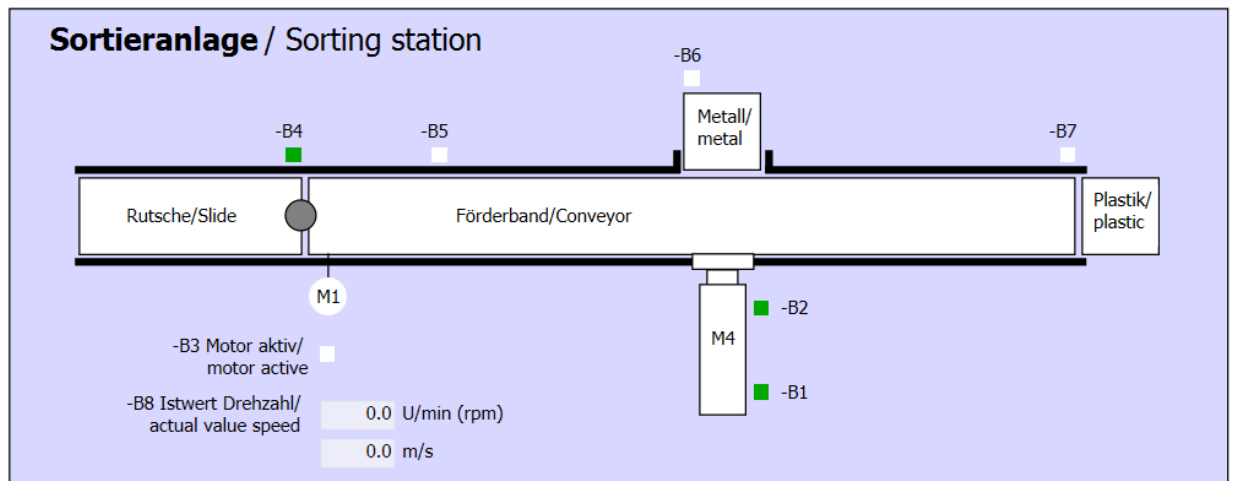 Sortieranlage / Sorting station
-B6
Metall/
metal
-B4
-B5
-B7
Rutsche/Slide
Förderband/Conveyor
Plastik/
plastic
M1
-B2
M4
-B3 Motor aktiv/
motor active
-B1
-B8 Istwert Drehzahl/
actual value speed
0.0 U/min (rpm)
0.0 m/s